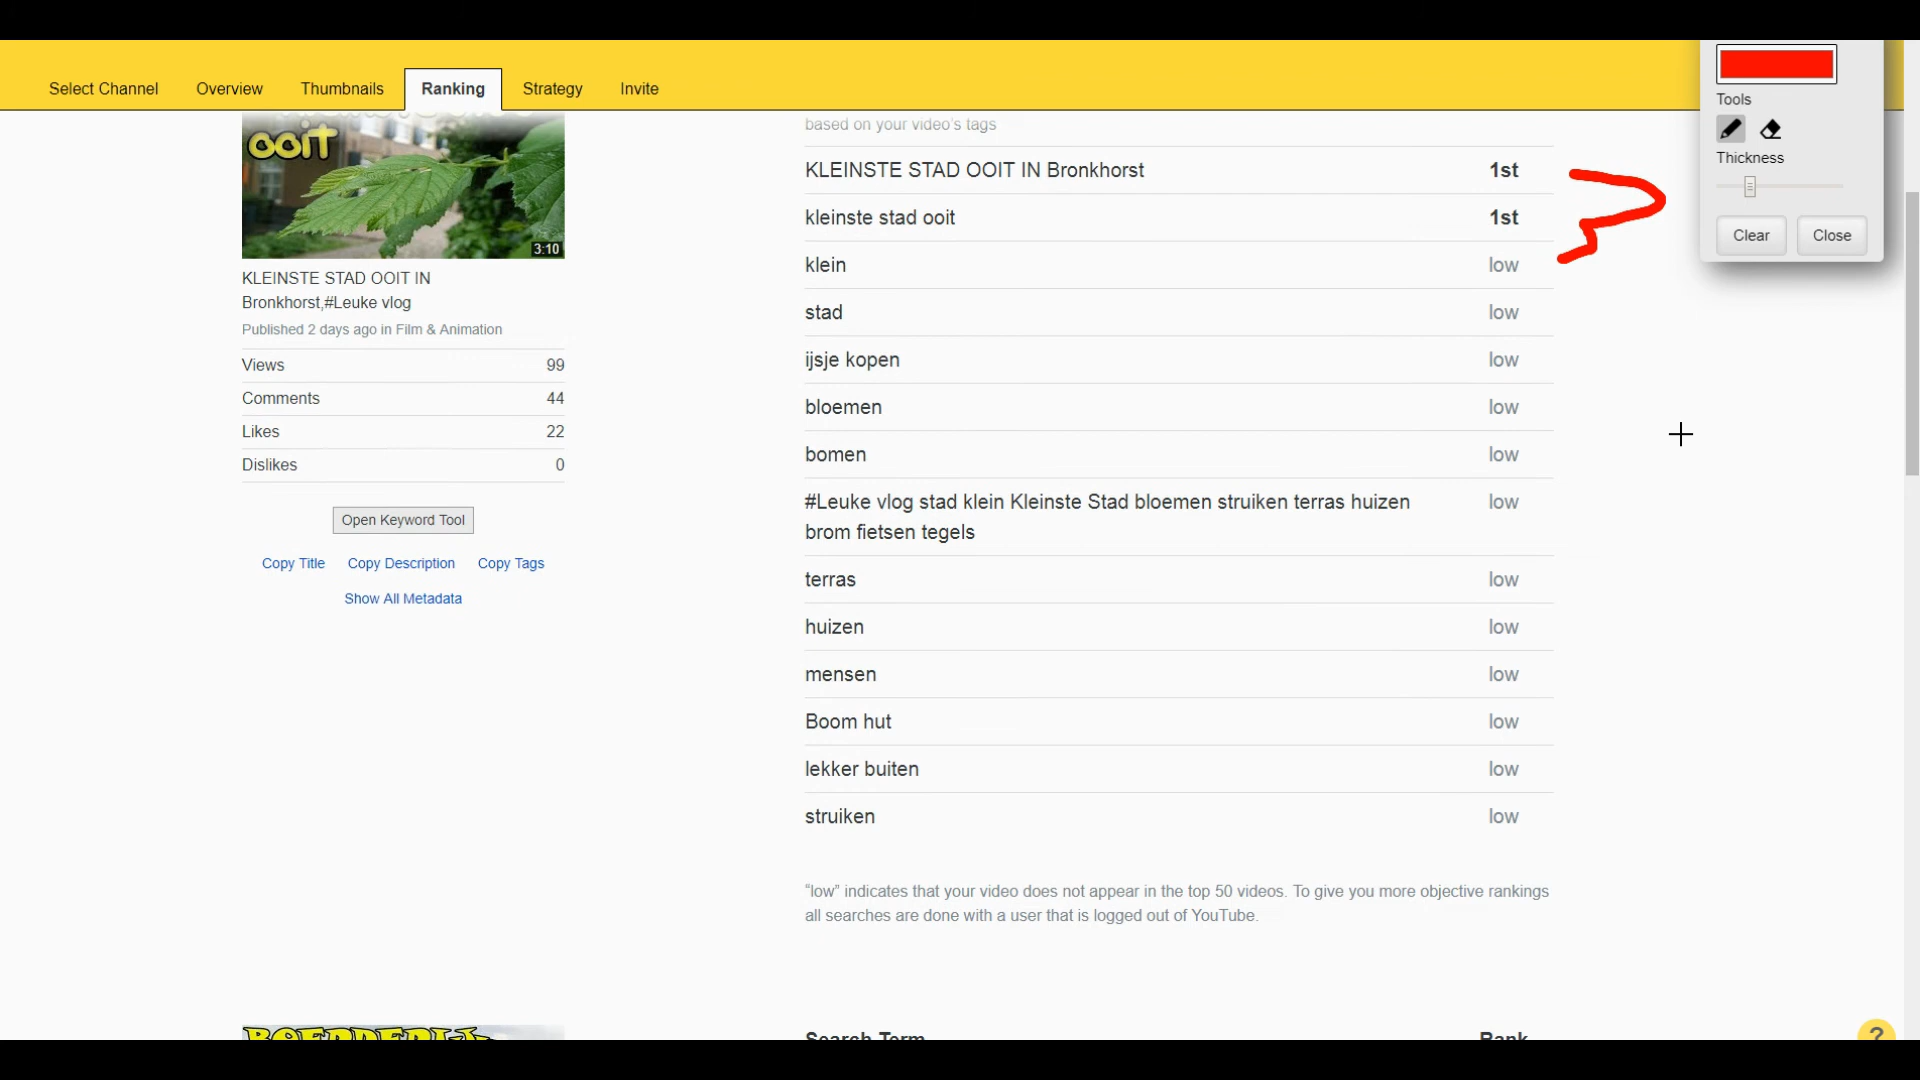 Select Channel Overview Thumbnails Ranking Strategy Invite
Tools
Thickness
Clear Close
ooit
3:10
KLEINSTE STAD OOIT IN
Bronkhorst,#Leuke vlog
Published 2 days ago in Film & Animation
Views 99
Comments 44
Likes 22
Dislikes 0
Open Keyword Tool
Copy Title Copy Description Copy Tags
Show All Metadata
based on your video's tags
KLEINSTE STAD OOIT IN Bronkhorst 1st
kleinste stad ooit 1st
klein low
stad low
ijsje kopen low
bloemen low
bomen low
#Leuke vlog stad klein Kleinste Stad bloemen struiken terras huizen low
brom fietsen tegels
terras low
huizen low
mensen low
Boom hut low
lekker buiten low
struiken low
“low” indicates that your video does not appear in the top 50 videos. To give you more objective rankings
all searches are done with a user that is logged out of YouTube.
Search Term Rank
?